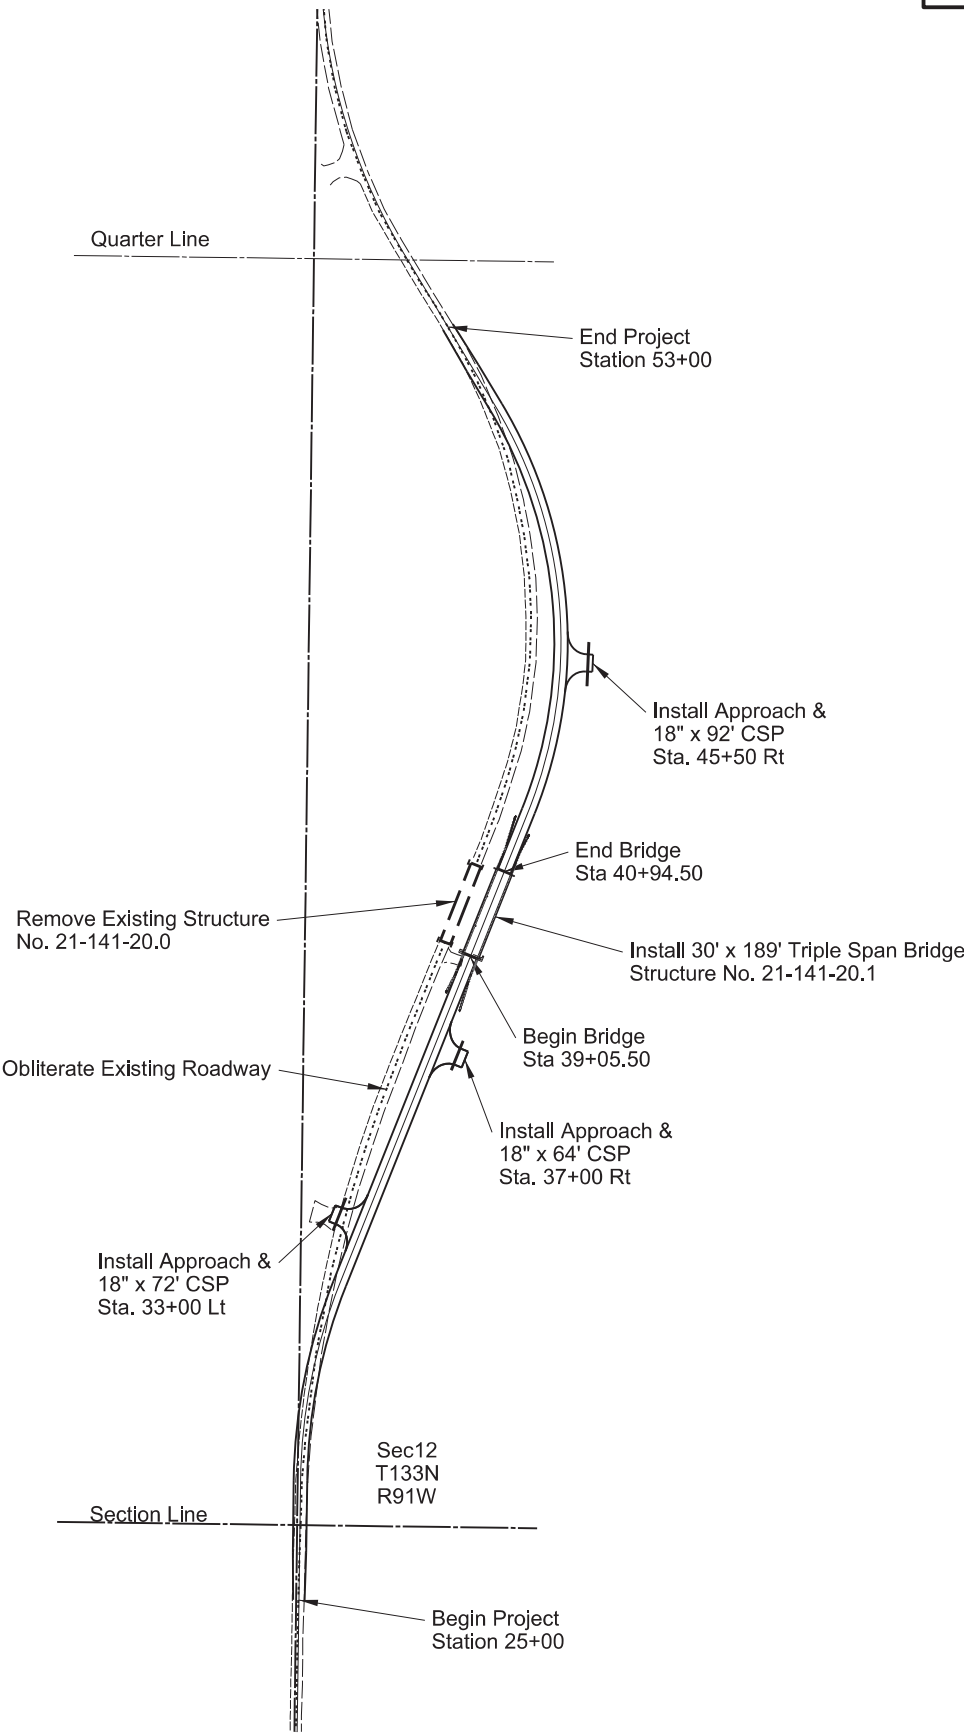 Quarter Line
End Project
Station 53+00
Install Approach &
18" x 92' CSP
Sta. 45+50 Rt
End Bridge
Sta 40+94.50
Remove Existing Structure
No. 21-141-20.0
Install 30' x 189' Triple Span Bridge
Structure No. 21-141-20.1
Begin Bridge
Sta 39+05.50
Obliterate Existing Roadway
Install Approach &
18" x 64' CSP
Sta. 37+00 Rt
Install Approach &
18" x 72' CSP
Sta. 33+00 Lt
Sec12
T133N
R91W
Section Line
Begin Project
Station 25+00